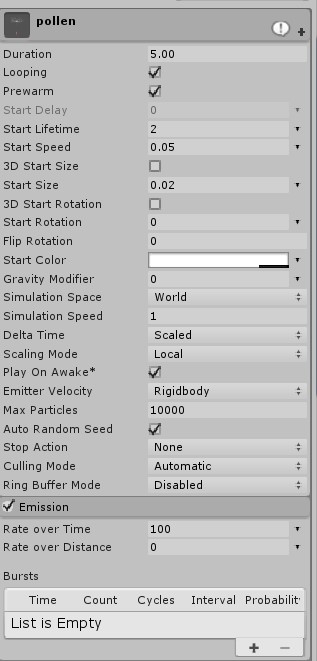 pollen
Duration 5.00
Looping
Prewarm
Start Delay 0
Start Lifetime 2
Start Speed 0.05
3D Start Size
Start Size 0.02
3D Start Rotation
Start Rotation 0
Flip Rotation 0
Start Color
Gravity Modifier 0
Simulation Space World
Simulation Speed 1
Delta Time Scaled
Scaling Mode Local
Play On Awake*
Emitter Velocity Rigidbody
Max Particles 10000
Auto Random Seed
Stop Action None
Culling Mode Automatic
Ring Buffer Mode Disabled
Emission
Rate over Time 100
Rate over Distance 0
Bursts
Time Count Cycles Interval Probability
List is Empty